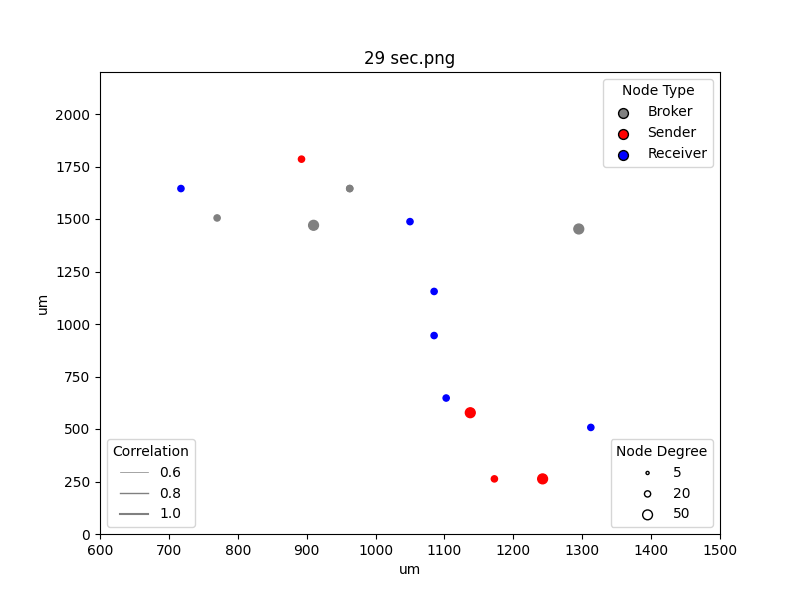 29 sec.png
Node Type
Broker
Sender
Receiver
um
2000
1750
1500
1250
1000
750
500
250
0
Correlation
0.6
0.8
1.0
Node Degree
5
20
50
600 700 800 900 1000 1100 1200 1300 1400 1500
um